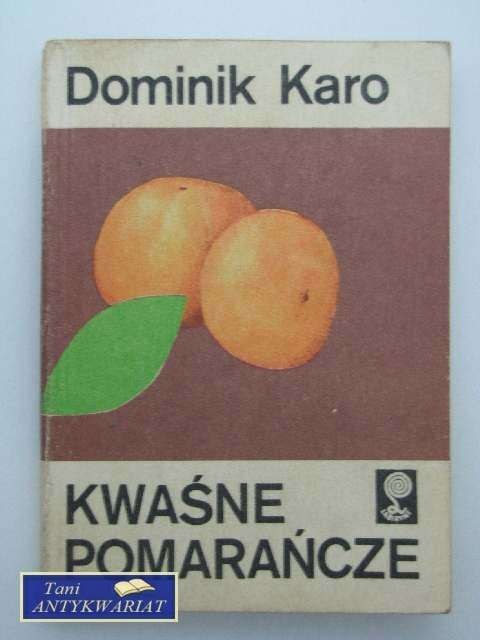 Dominik Karo
KWAŚNE
POMARAŃCZE
Tani
ANTYKWARIAT